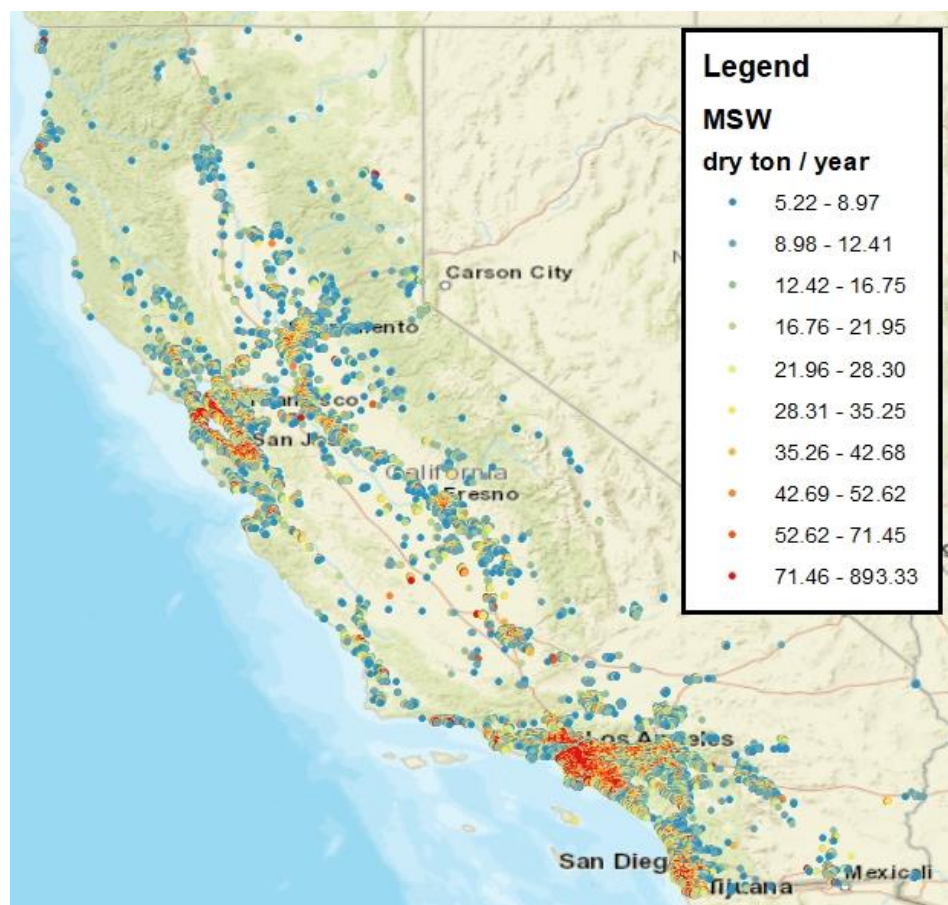 Legend
MSW
dry ton / year
5.22 - 8.97
8.98 - 12.41
12.42 - 16.75
16.76 - 21.95
21.96 - 28.30
28.31 - 35.25
35.26 - 42.68
42.69 - 52.62
52.62 - 71.45
71.46 - 893.33
Carson City
California
Fresno
Los Angeles
San Dieg
Tijuana
Mexicali